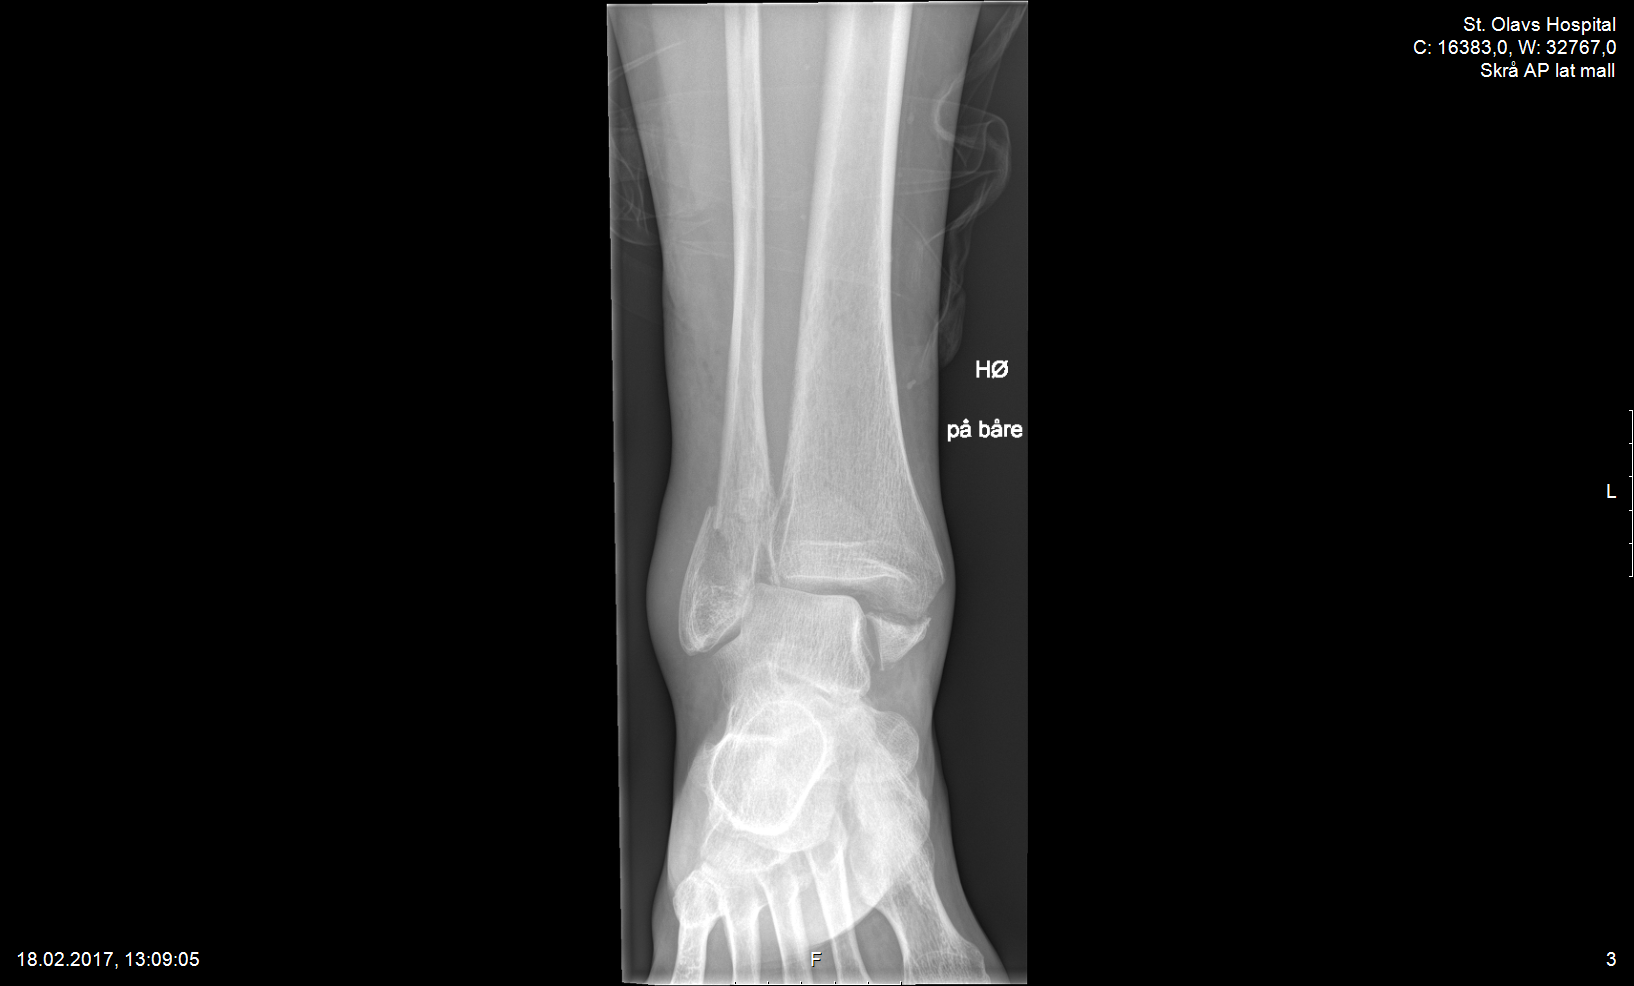 St. Olavs Hospital
C: 16383,0, W: 32767,0
Skrå AP lat mall
HØ
på båre
L
18.02.2017, 13:09:05
F
3